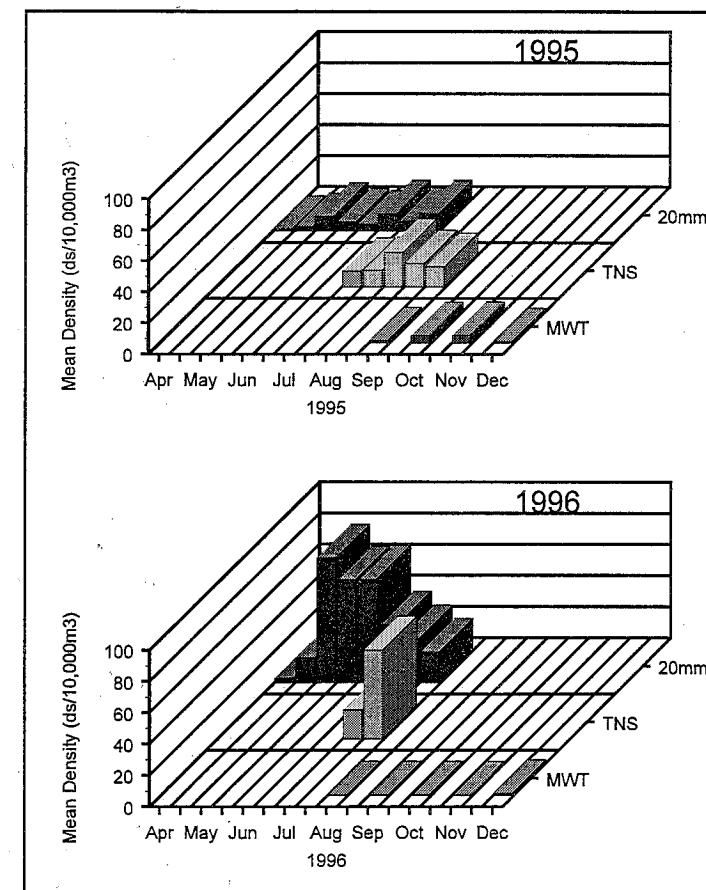 1995
Mean Density (ds/10,000m3)
100
80
60
40
20
0
20mm
TNS
MWT
Apr May Jun Jul Aug Sep Oct Nov Dec
1995
1996
Mean Density (ds/10,000m3)
100
80
60
40
20
0
20mm
TNS
MWT
Apr May Jun Jul Aug Sep Oct Nov Dec
1996